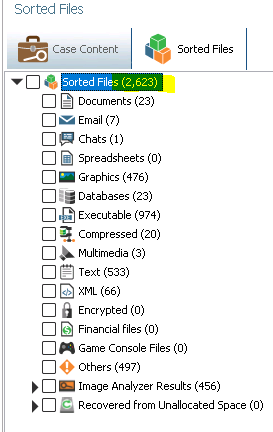 Sorted Files
Case Content
Sorted Files
Sorted Files (2,623)
Documents (23)
Email (7)
Chats (1)
Spreadsheets (0)
Graphics (476)
Databases (23)
Executable (974)
Compressed (20)
Multimedia (3)
Text (533)
XML (66)
Encrypted (0)
Financial files (0)
Game Console Files (0)
Others (497)
Image Analyzer Results (456)
Recovered from Unallocated Space (0)